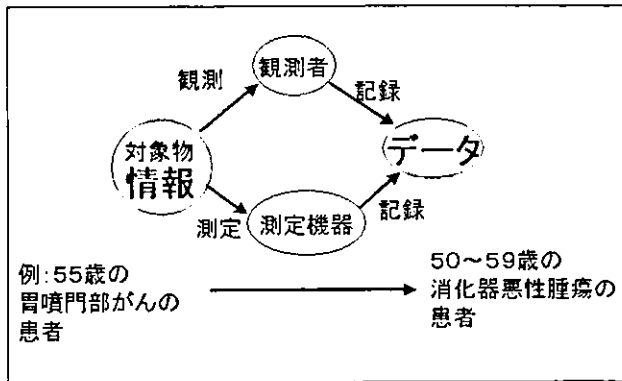 観測者
観測
記録
対象物
情報
データ
測定
測定機器
記録
例:55歳の
胃噴門部がんの
患者
50～59歳の
消化器悪性腫瘍の
患者